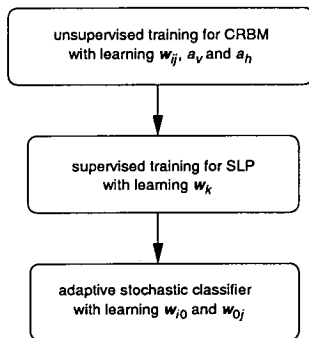 unsupervised training for CRBM
with learning w_ij, a_v and a_h
supervised training for SLP
with learning w_k
adaptive stochastic classifier
with learning w_i0 and w_0j